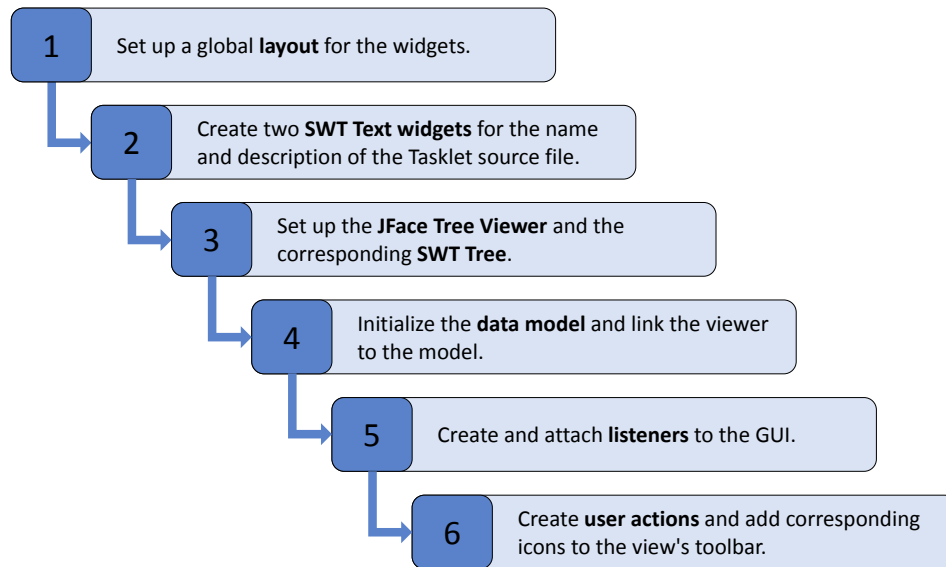 1
Set up a global layout for the widgets.
2
Create two SWT Text widgets for the name
and description of the Tasklet source file.
3
Set up the JFace Tree Viewer and the
corresponding SWT Tree.
4
Initialize the data model and link the viewer
to the model.
5
Create and attach listeners to the GUI.
6
Create user actions and add corresponding
icons to the view's toolbar.